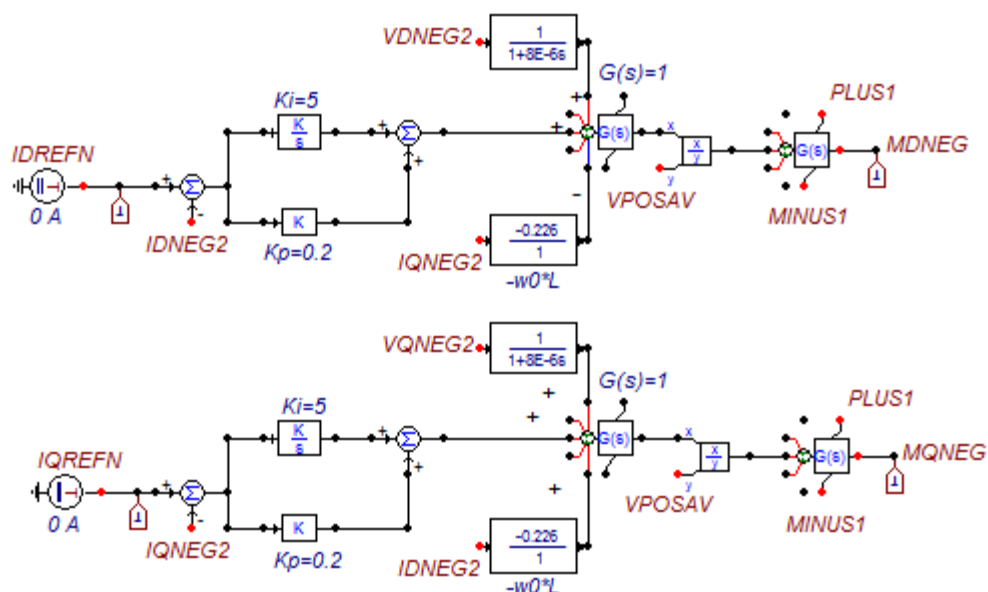 VDNEG2
1
1+8E-6s
G(s)=1
PLUS1
Ki=5
+
K
s
+
Σ
+
G(s)
x
x
y
G(s)
MDNEG
IDREFN
+
Σ
+
y
VPOSAV
MINUS1
0 A
-
K
-
IDNEG2
Kp=0.2
IQNEG2
-0.226
1
-w0*L
VQNEG2
1
1+8E-6s
G(s)=1
+
PLUS1
Ki=5
+
K
s
+
Σ
G(s)
x
x
y
G(s)
MQNEG
IQREFN
+
Σ
+
y
VPOSAV
+
MINUS1
0 A
-
K
IQNEG2
Kp=0.2
IDNEG2
-0.226
1
-w0*L